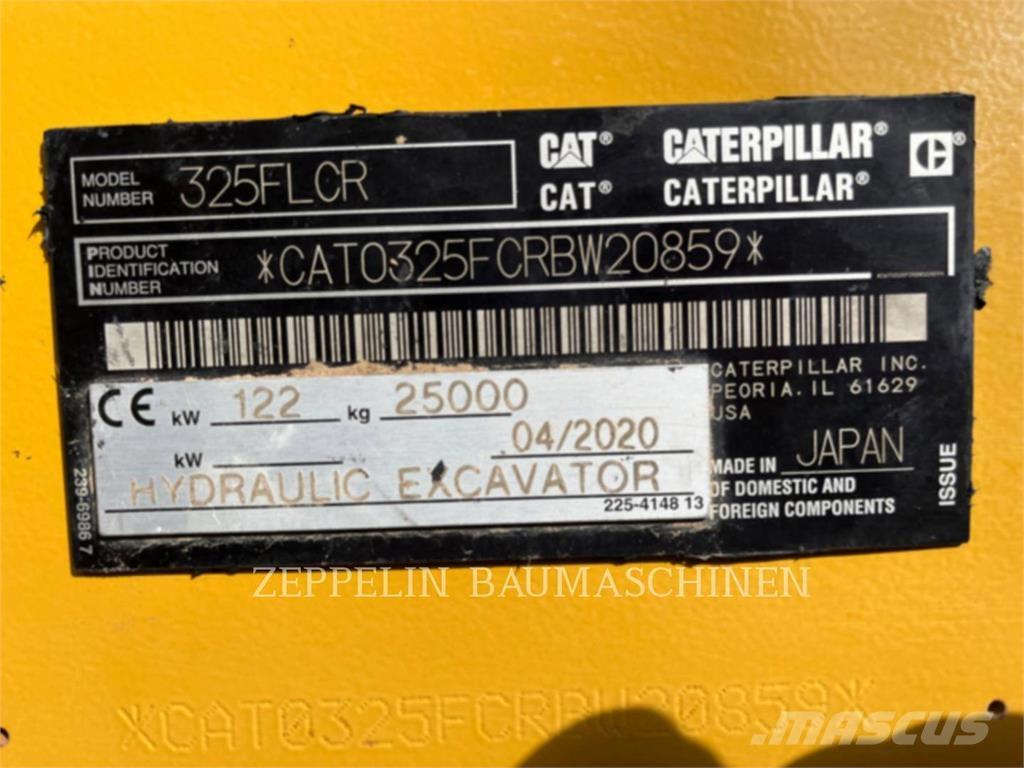 MODEL NUMBER 325FLCR
CAT® CATERPILLAR® ®
CAT® CATERPILLAR®
PRODUCT IDENTIFICATION NUMBER *CAT0325FCRBW20859*
CATERPILLAR INC.
PEORIA. IL 61629
USA
CE kW 122 kg 25000
kW 04/2020
HYDRAULIC EXCAVATOR
225-4148 13
MADE IN JAPAN
OF DOMESTIC AND
FOREIGN COMPONENTS
ISSUE
239-6986 7
ZEPPELIN BAUMASCHINEN
*CAT0325FCRBW20859*
MASCUS